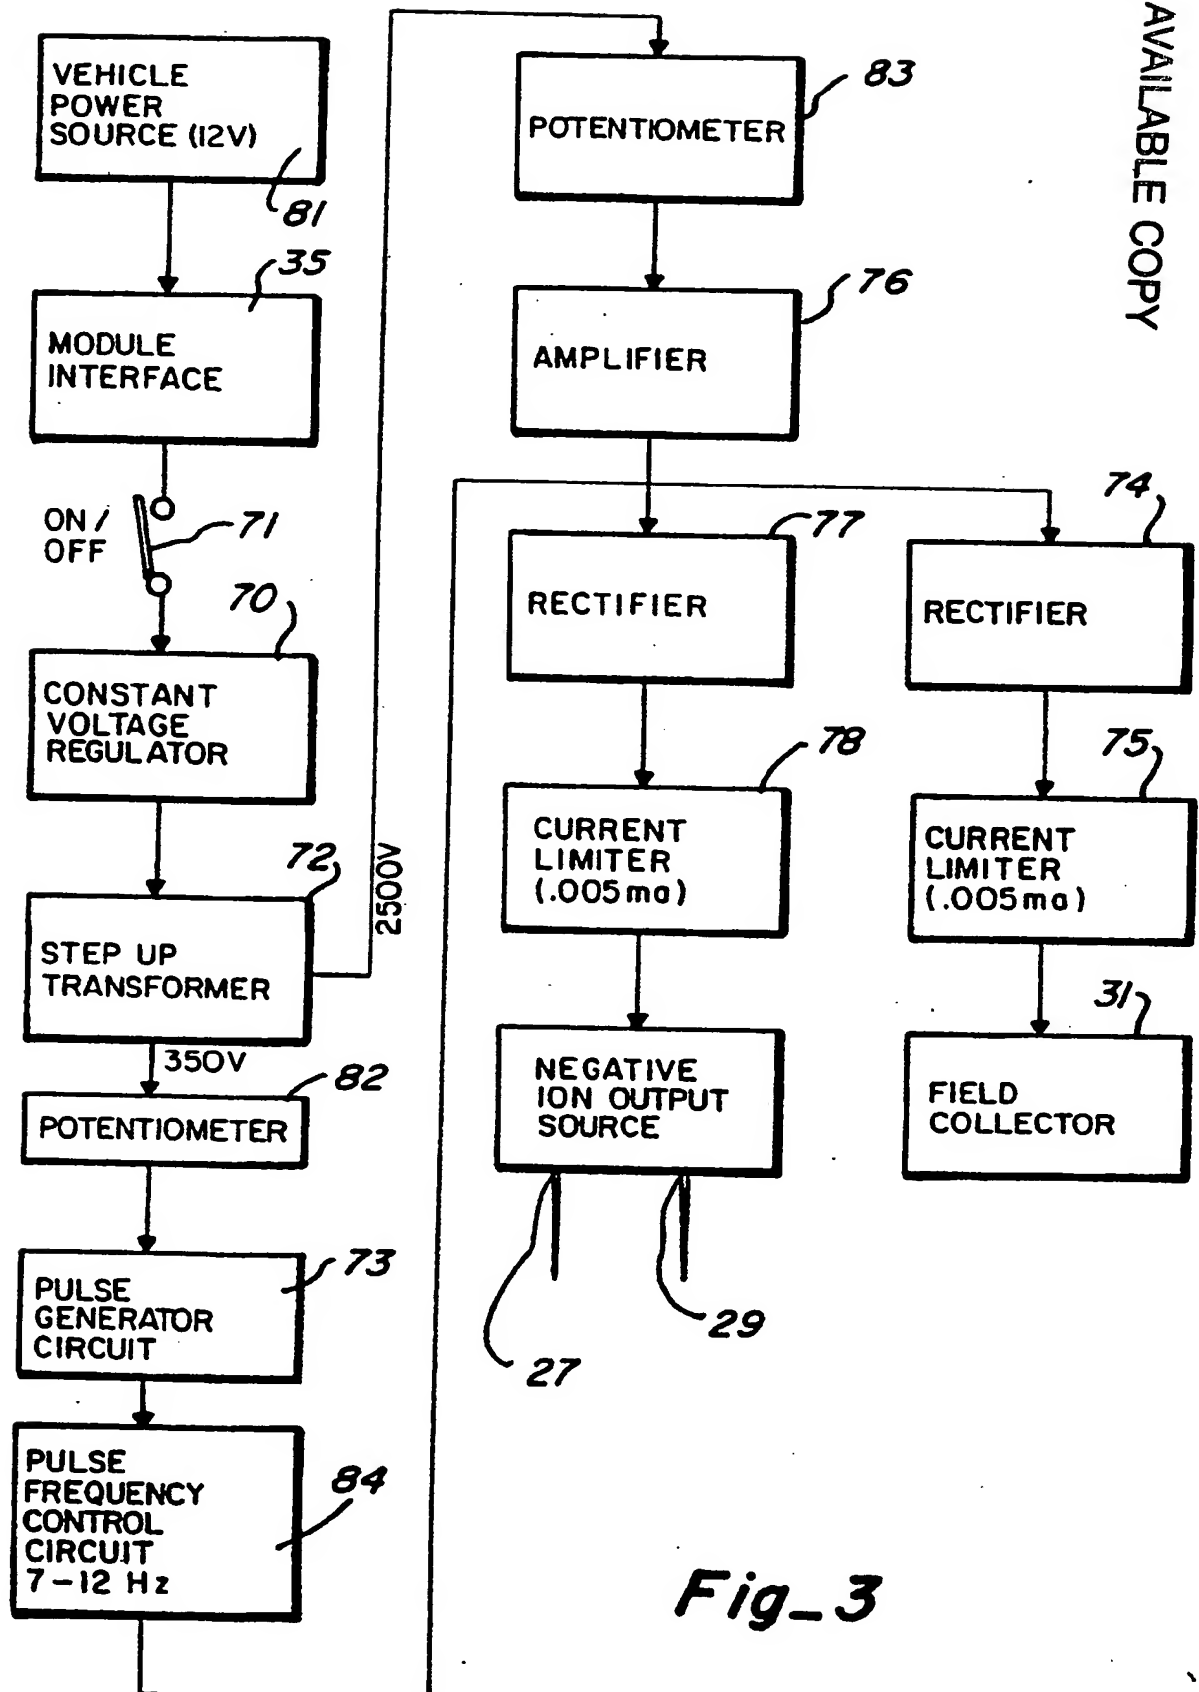 VEHICLE
POWER
SOURCE (12V)
81
35
MODULE
INTERFACE
ON /
OFF
71
70
CONSTANT
VOLTAGE
REGULATOR
72
STEP UP
TRANSFORMER
2500V
350V
82
POTENTIOMETER
73
PULSE
GENERATOR
CIRCUIT
PULSE
FREQUENCY
CONTROL
CIRCUIT
7-12 Hz
84
83
POTENTIOMETER
76
AMPLIFIER
77
RECTIFIER
78
CURRENT
LIMITER
(.005ma)
NEGATIVE
ION OUTPUT
SOURCE
27
29
74
RECTIFIER
75
CURRENT
LIMITER
(.005ma)
31
FIELD
COLLECTOR
AVAILABLE COPY
Fig_3